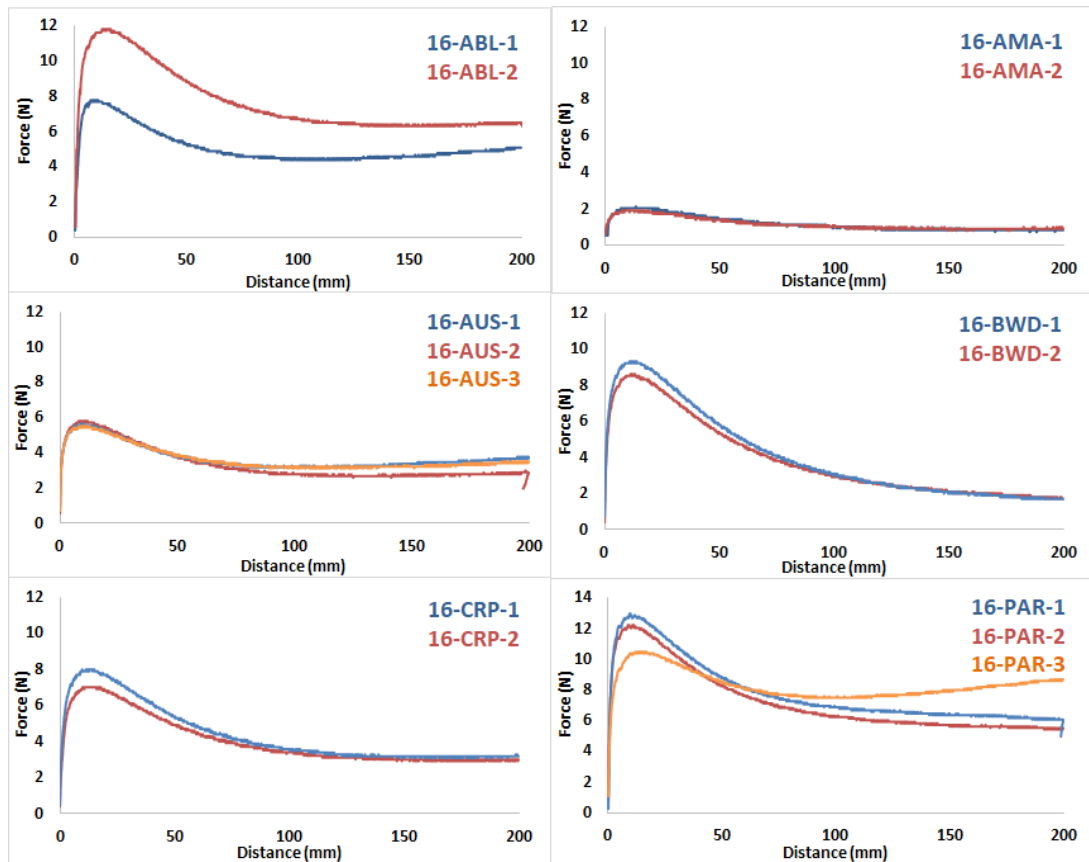 12
10
8
6
4
2
0
Force (N)
16-ABL-1
16-ABL-2
0 50 100 150 200
Distance (mm)
12
10
8
6
4
2
0
Force (N)
16-AMA-1
16-AMA-2
0 50 100 150 200
Distance (mm)
12
10
8
6
4
2
0
Force (N)
16-AUS-1
16-AUS-2
16-AUS-3
0 50 100 150 200
Distance (mm)
12
10
8
6
4
2
0
Force (N)
16-BWD-1
16-BWD-2
0 50 100 150 200
Distance (mm)
12
10
8
6
4
2
0
Force (N)
16-CRP-1
16-CRP-2
0 50 100 150 200
Distance (mm)
14
12
10
8
6
4
2
0
Force (N)
16-PAR-1
16-PAR-2
16-PAR-3
0 50 100 150 200
Distance (mm)